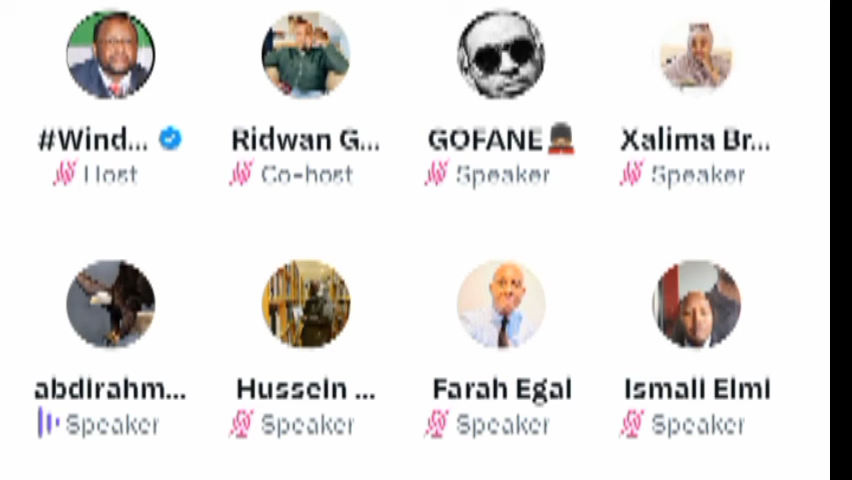 #Wind... Ridwan G... GOFANE Xalima Br...
Host Co-host Speaker Speaker
abdirahm... Hussein ... Farah Egal Ismail Elmi
Speaker Speaker Speaker Speaker